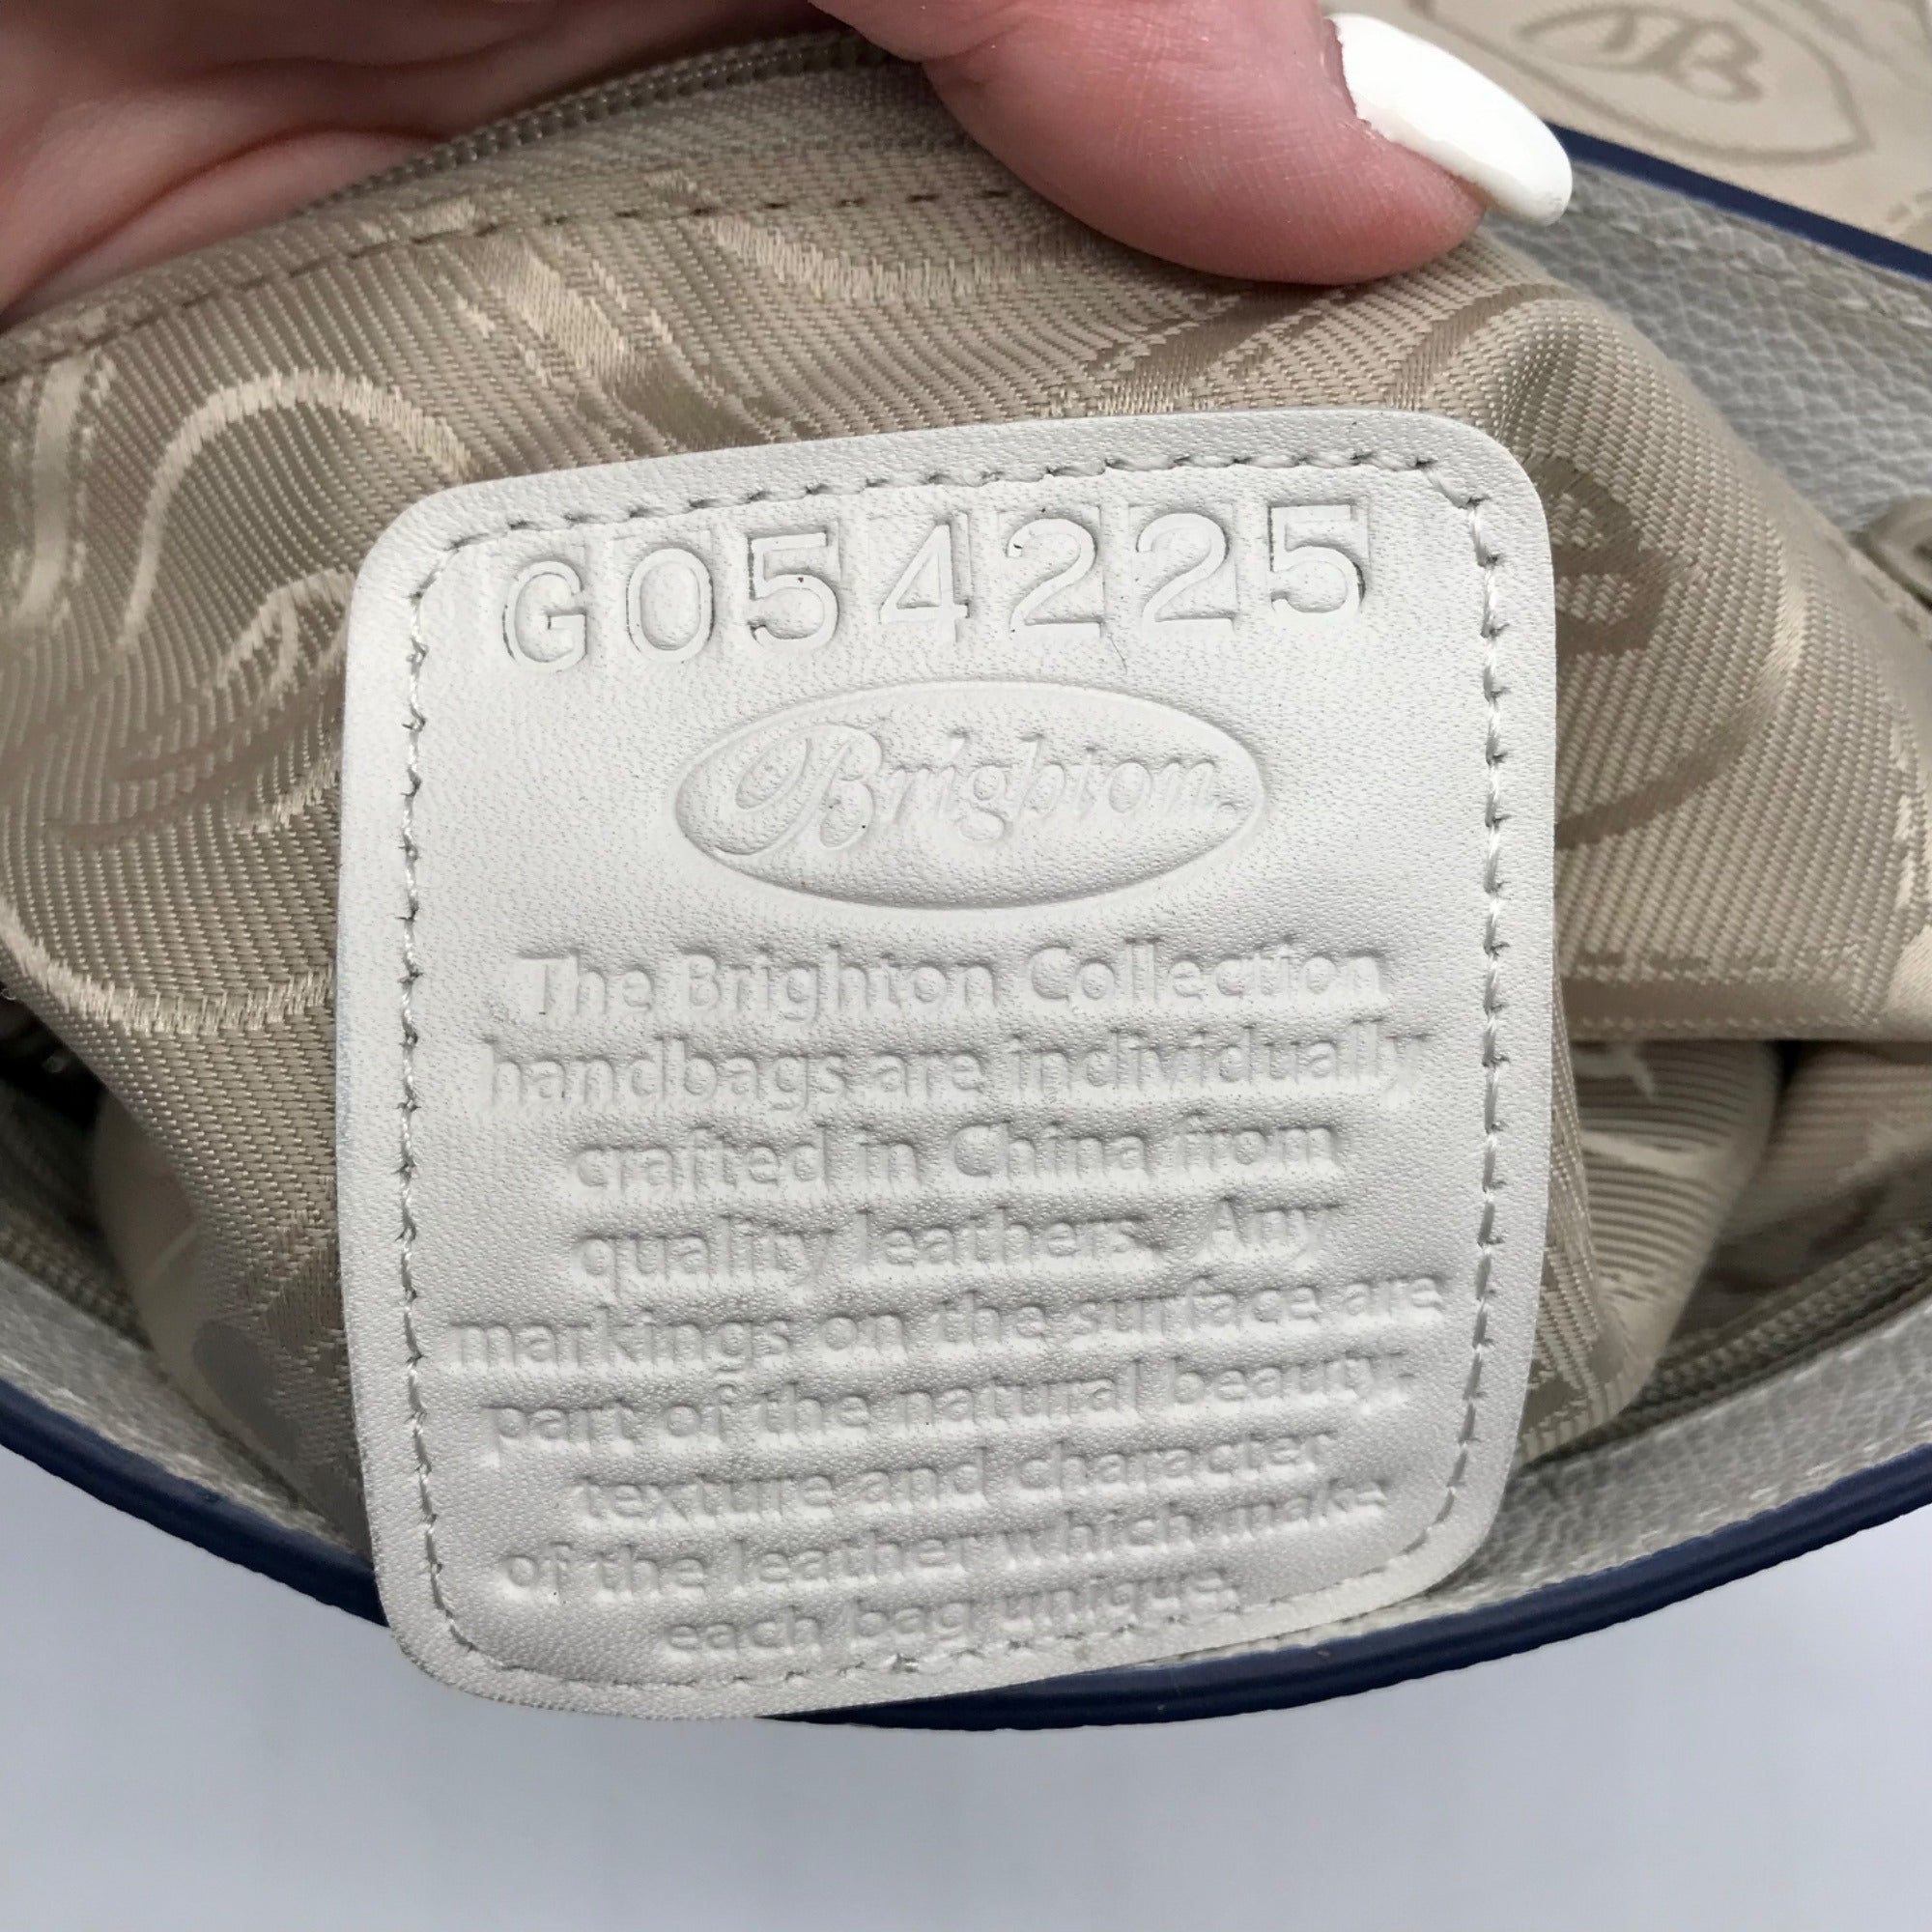 G054225
Brighton
The Brighton Collection
handbags are individually
crafted in China from
quality leathers. Any
markings on the surface are
part of the natural beauty,
texture and character
of the leather which make
each bag unique.
B